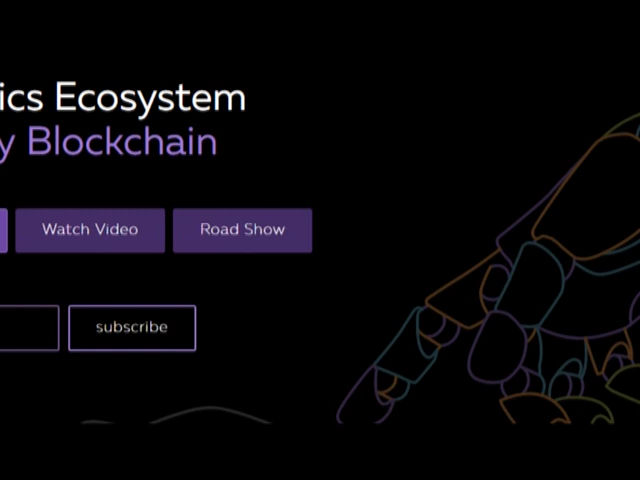 ics Ecosystem
y Blockchain
Watch Video
Road Show
subscribe